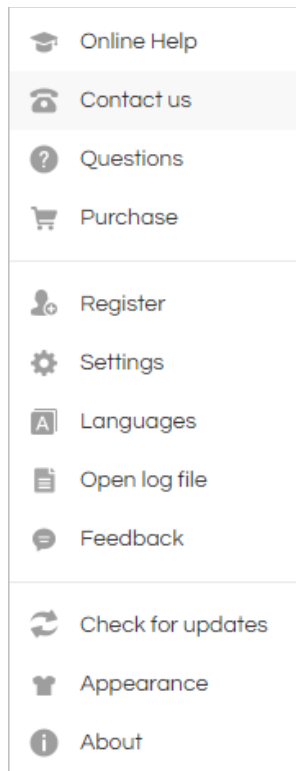 Online Help
Contact us
Questions
Purchase
Register
Settings
Languages
Open log file
Feedback
Check for updates
Appearance
About